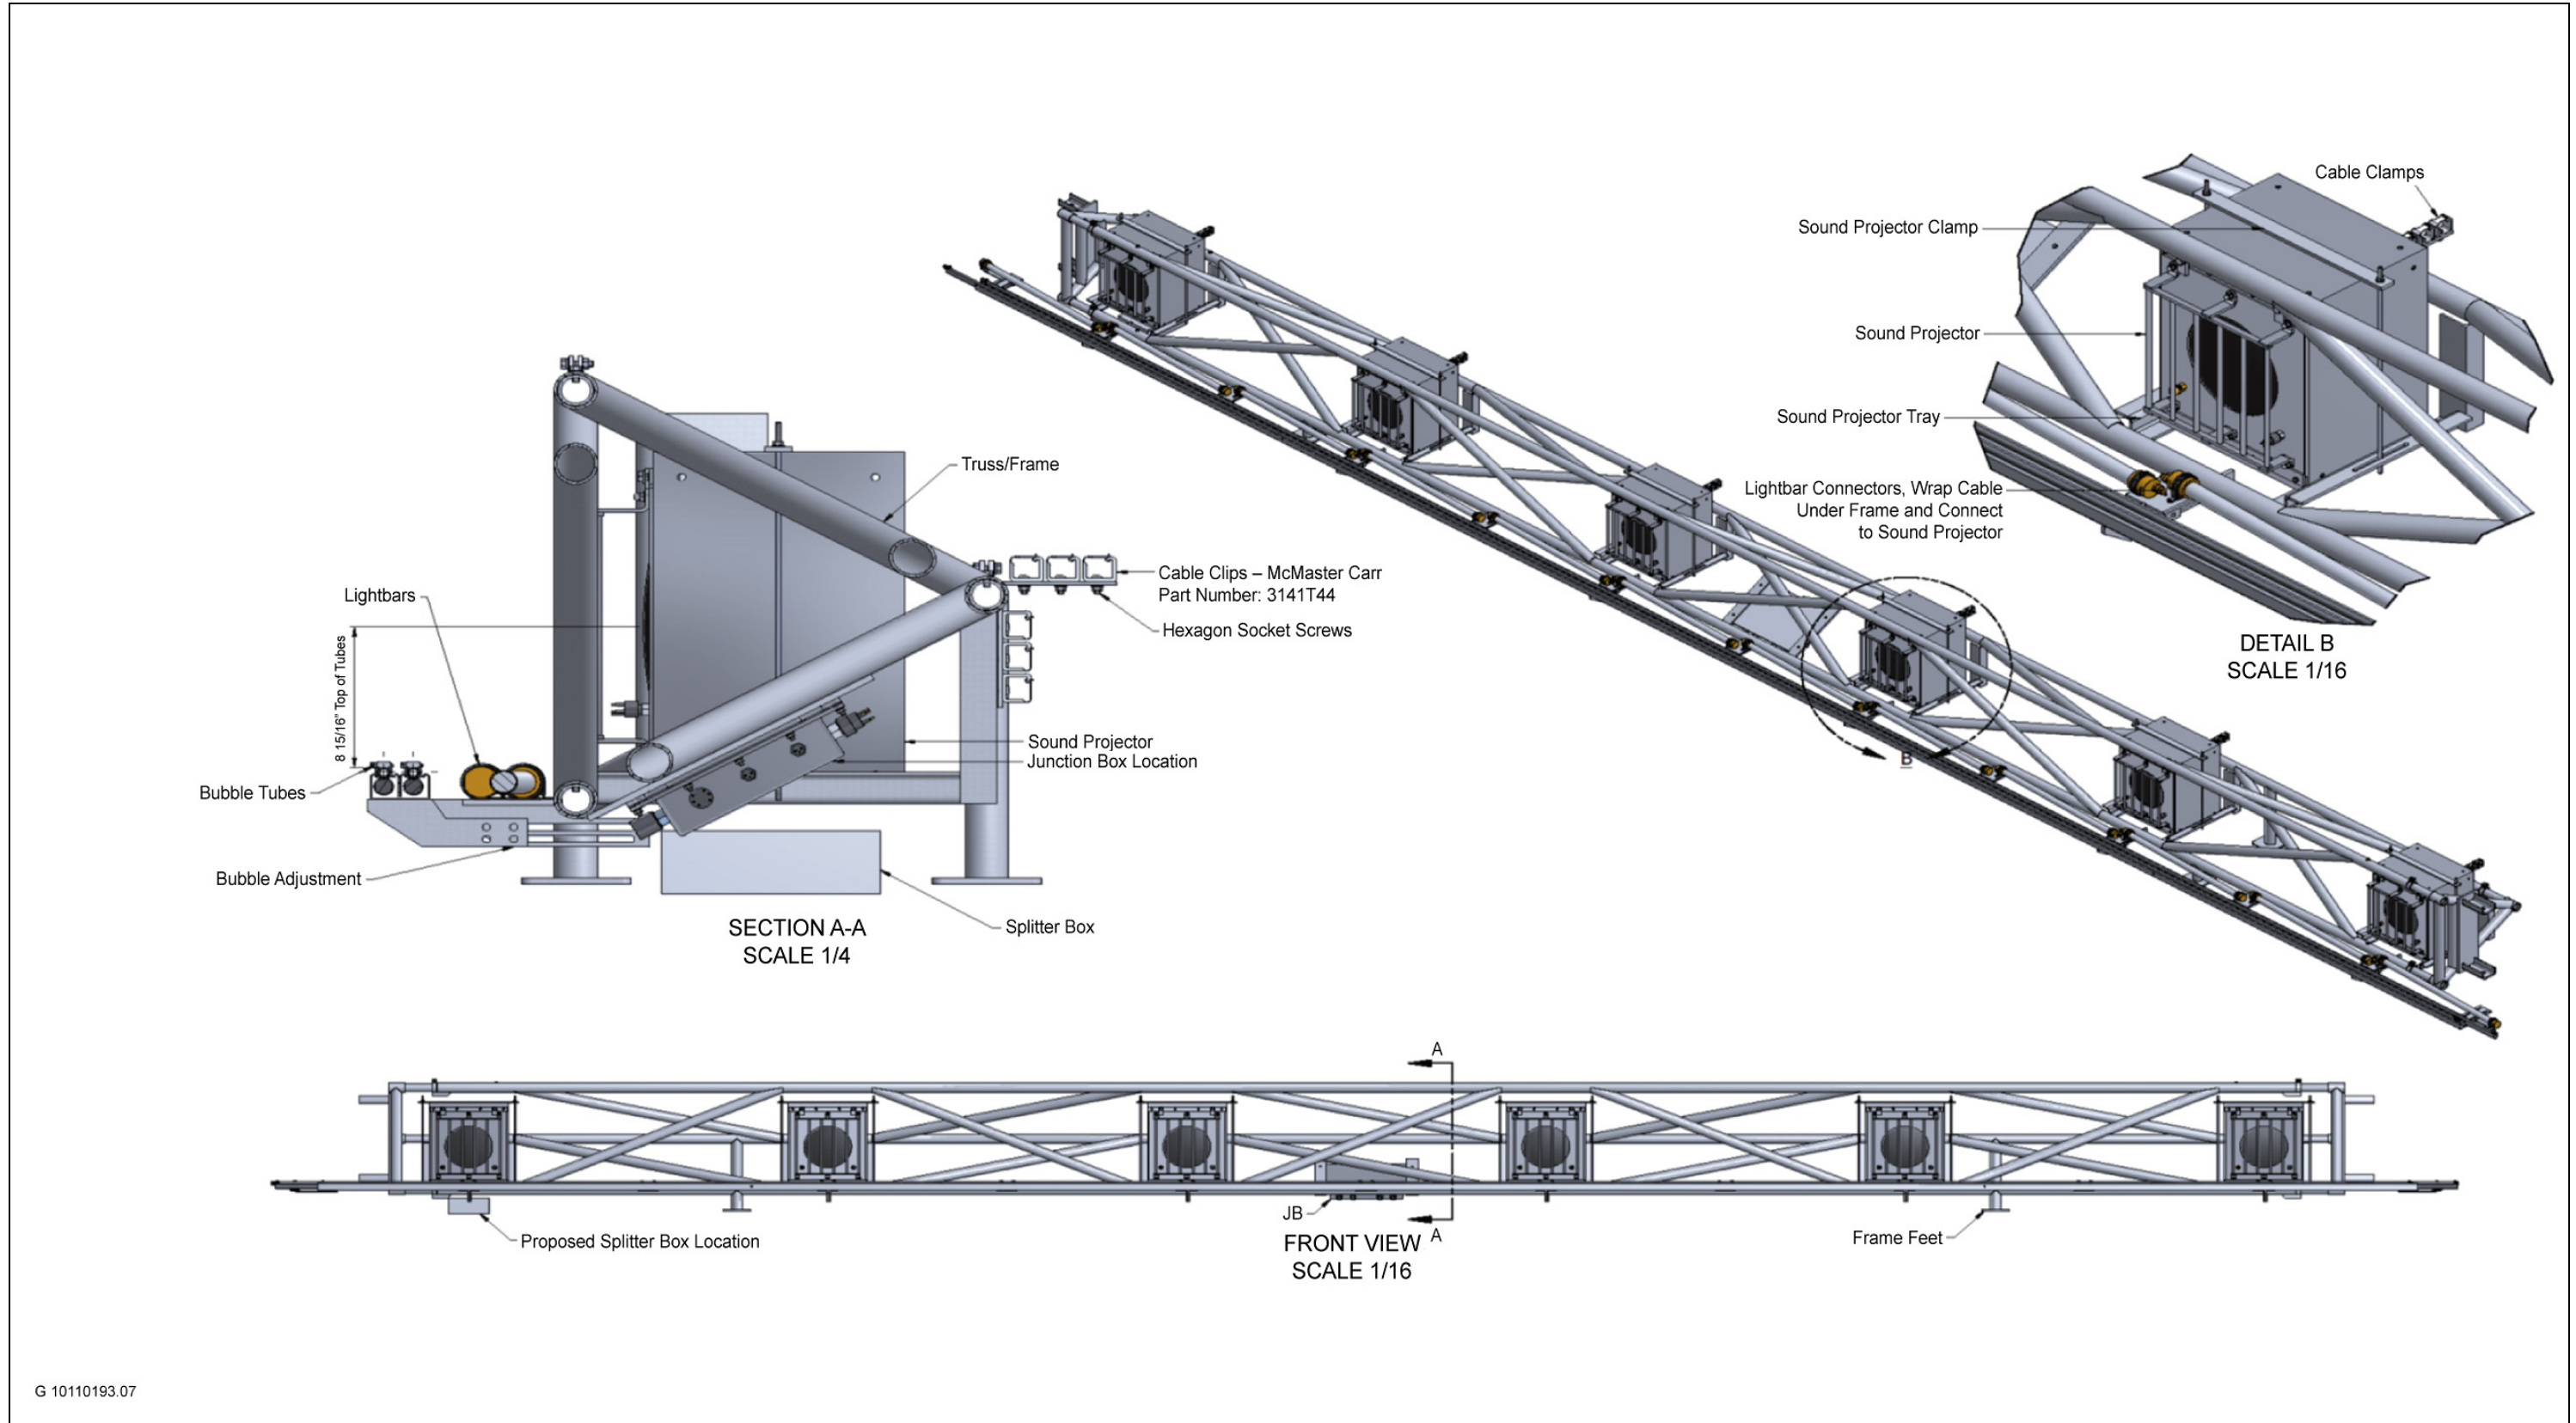 Cable Clamps
Sound Projector Clamp
Sound Projector
Sound Projector Tray
Lightbar Connectors, Wrap Cable
Under Frame and Connect
to Sound Projector
DETAIL B
SCALE 1/16
B
Truss/Frame
Cable Clips – McMaster Carr
Part Number: 3141T44
Hexagon Socket Screws
Lightbars
8 15/16" Top of Tubes
Sound Projector
Junction Box Location
Bubble Tubes
Bubble Adjustment
Splitter Box
SECTION A-A
SCALE 1/4
A
JB
A
Proposed Splitter Box Location
Frame Feet
FRONT VIEW
SCALE 1/16
G 10110193.07